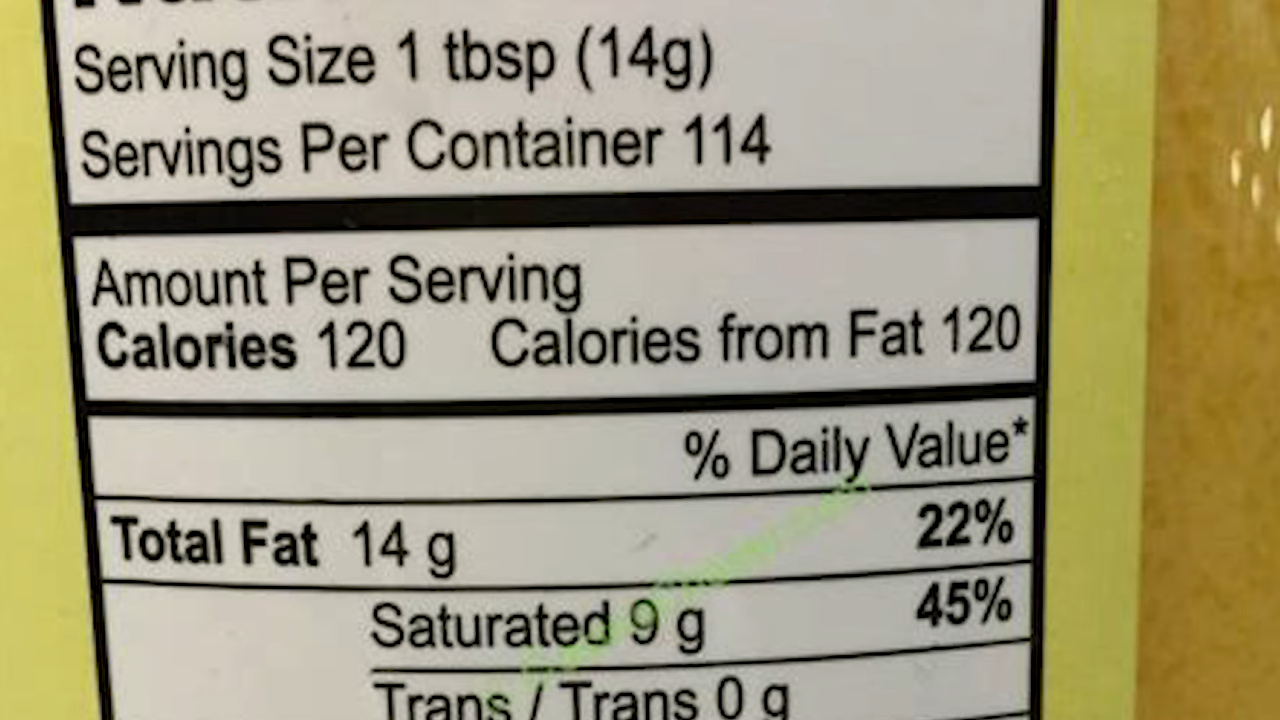 Serving Size 1 tbsp (14g)
Servings Per Container 114
Amount Per Serving
Calories 120 Calories from Fat 120
% Daily Value*
Total Fat 14 g 22%
Saturated 9 g 45%
Trans / Trans 0 g